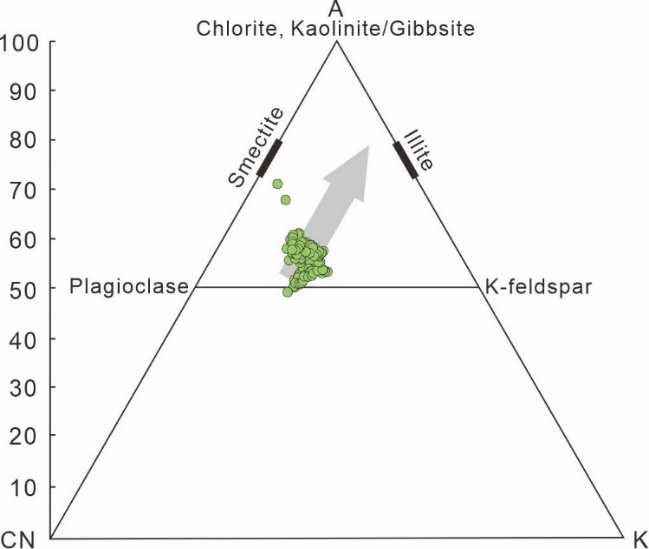 A
Chlorite, Kaolinite/Gibbsite
100
90
80
70
60
50
40
30
20
10
Smectite
Illite
Plagioclase
K-feldspar
CN
K